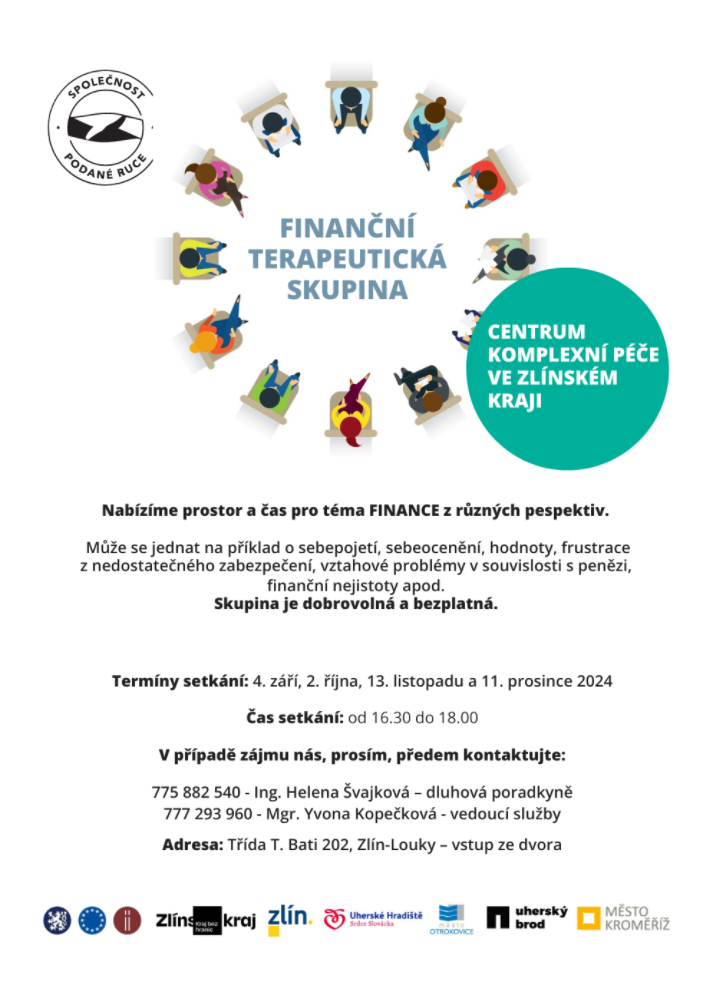 SPOLEČNOST
PODANÉ RUCE
FINANČNÍ
TERAPEUTICKÁ
SKUPINA
CENTRUM
KOMPLEXNÍ PÉČE
VE ZLÍNSKÉM
KRAJI
Nabízíme prostor a čas pro téma FINANCE z různých pespektiv.
Může se jednat na příklad o sebepojetí, sebeocenění, hodnoty, frustrace
z nedostatečného zabezpečení, vztahové problémy v souvislosti s penězi,
finanční nejistoty apod.
Skupina je dobrovolná a bezplatná.
Termíny setkání: 4. září, 2. října, 13. listopadu a 11. prosince 2024
Čas setkání: od 16.30 do 18.00
V případě zájmu nás, prosím, předem kontaktujte:
775 882 540 - Ing. Helena Švajková – dluhová poradkyně
777 293 960 - Mgr. Yvona Kopečková - vedoucí služby
Adresa: Třída T. Bati 202, Zlín-Louky – vstup ze dvora
Zlíns kraj
Kraj bez
hranic
zlín.
Uherské Hradiště
Srdce Slovácka
město
OTROKOVICE
uherský
brod
MĚSTO
KROMĚŘÍŽ